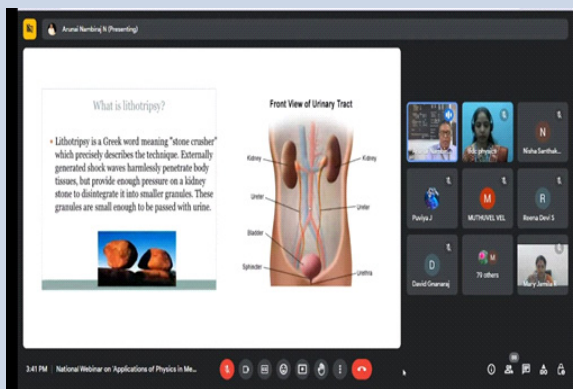 Arunai Nambiraj N (Presenting)
What is lithotripsy?
• Lithotripsy is a Greek word meaning "stone crusher"
which precisely describes the technique. Externally
generated shock waves harmlessly penetrate body
tissues, but provide enough pressure on a kidney
stone to disintegrate it into smaller granules. These
granules are small enough to be passed with urine.
Front View of Urinary Tract
Kidney
Kidney
Ureter
Ureter
Bladder
Sphincter
Urethra
physics
N
Nisha Santhak...
Puviya J
M
MUTHUVEL VEL
R
Reena Devi S
D
David Gnanaraj
M
79 others
Mary Jamila R
3:41 PM | National Webinar on 'Applications of Physics in Me...